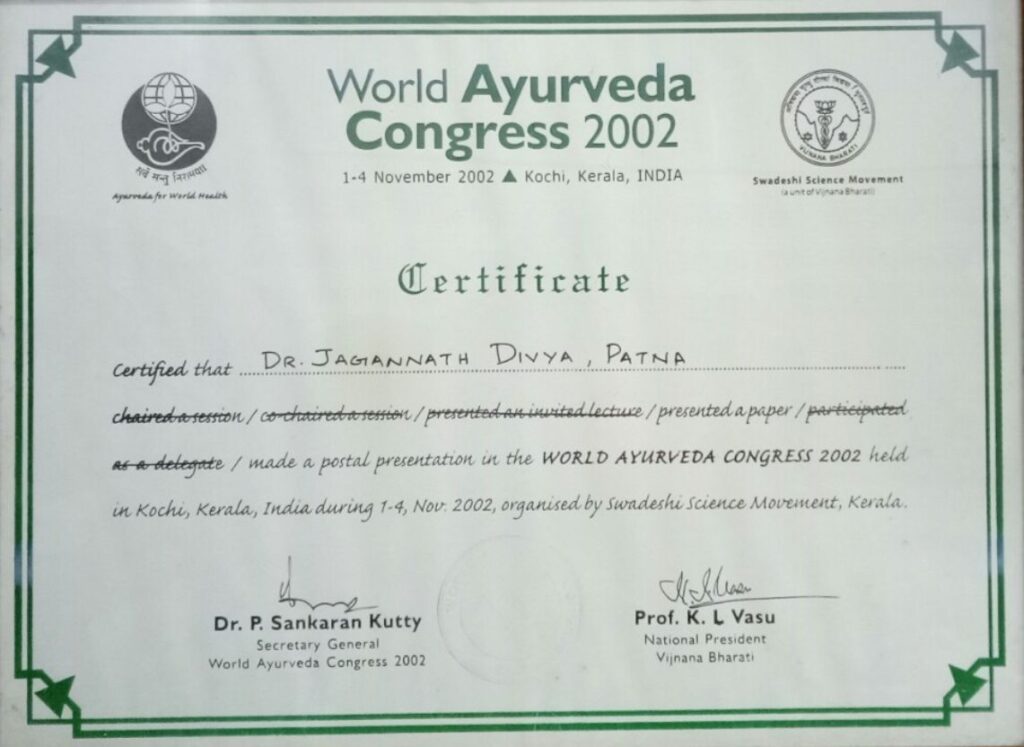 World Ayurveda
Congress 2002
1-4 November 2002 ▲ Kochi, Kerala, INDIA
सर्वे सन्तु निरामया
Ayurveda for World Health
VIJNANA BHARATI
Swadeshi Science Movement
(a unit of Vijnana Bharati)
Certificate
Certified that DR. JAGANNATH DIVYA, PATNA
chaired a session / co-chaired a session / presented an invited lecture / presented a paper / participated
as a delegate / made a postal presentation in the WORLD AYURVEDA CONGRESS 2002 held
in Kochi, Kerala, India during 1-4, Nov. 2002, organised by Swadeshi Science Movement, Kerala.
Dr. P. Sankaran Kutty
Secretary General
World Ayurveda Congress 2002
Prof. K. L Vasu
National President
Vijnana Bharati